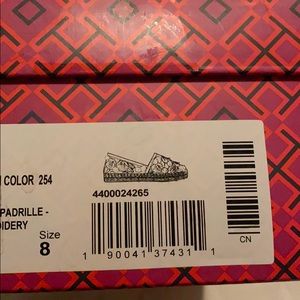 COLOR 254
4400024265
PADRILLE -
OIDERY
Size
8
1 90041 37431 1
CN